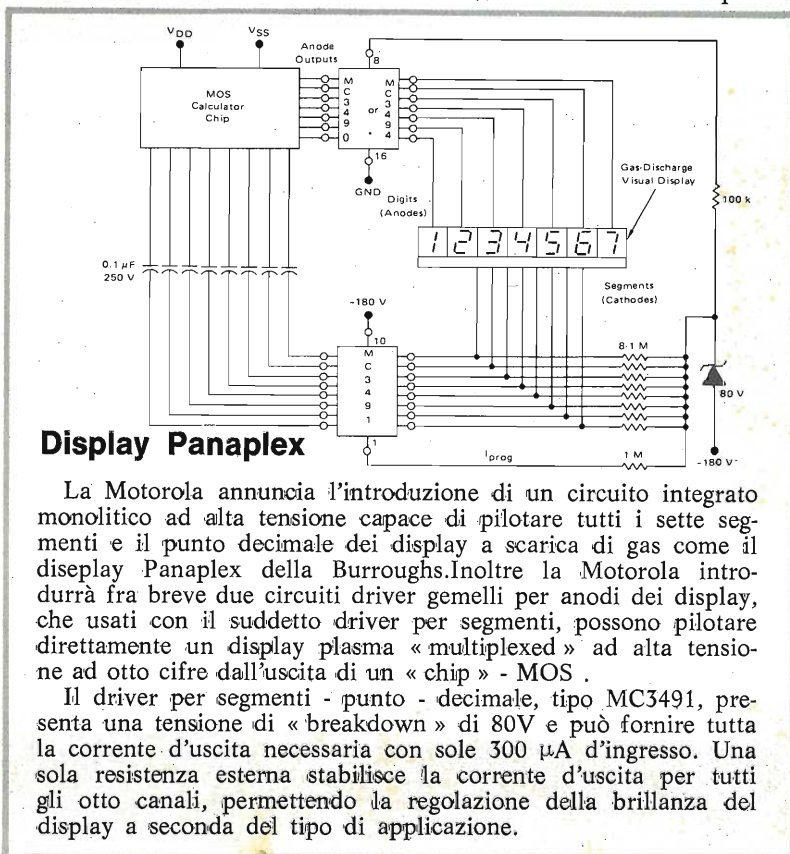 VDD
VSS
Anode
Outputs
8
MOS
Calculator
Chip
M M
C C
3 3
4 or 4
9 9
0 • 4
16
GND
Digits
(Anodes)
Gas-Discharge
Visual Display
100 k
1 2 3 4 5 6 7
0.1 µF
250 V
Segments
(Cathodes)
-180 V
10
M
C
3
4
9
1
1
8-1 M
80 V
Iprog
1 M
-180 V
Display Panaplex
La Motorola annuncia l'introduzione di un circuito integrato
monolitico ad alta tensione capace di pilotare tutti i sette seg-
menti e il punto decimale dei display a scarica di gas come il
diseplay Panaplex della Burroughs.Inoltre la Motorola intro-
durrà fra breve due circuiti driver gemelli per anodi dei display,
che usati con il suddetto driver per segmenti, possono pilotare
direttamente un display plasma « multiplexed » ad alta tensio-
ne ad otto cifre dall'uscita di un « chip » - MOS .
Il driver per segmenti - punto - decimale, tipo MC3491, pre-
senta una tensione di « breakdown » di 80V e può fornire tutta
la corrente d'uscita necessaria con sole 300 µA d'ingresso. Una
sola resistenza esterna stabilisce la corrente d'uscita per tutti
gli otto canali, permettendo la regolazione della brillanza del
display a seconda del tipo di applicazione.